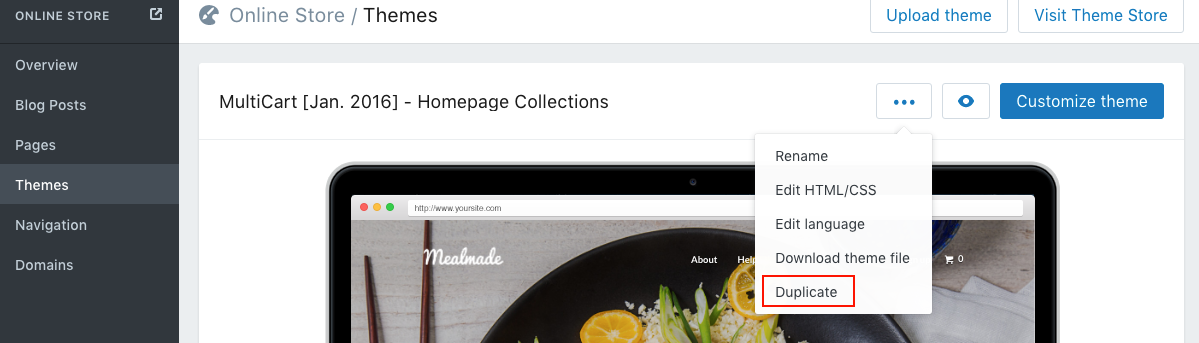 ONLINE STORE
Online Store / Themes
Upload theme
Visit Theme Store
Overview
Blog Posts
Pages
Themes
Navigation
Domains
MultiCart [Jan. 2016] - Homepage Collections
Customize theme
Rename
Edit HTML/CSS
Edit language
Download theme file
Duplicate
http://www.yoursite.com
Mealmade
About
0